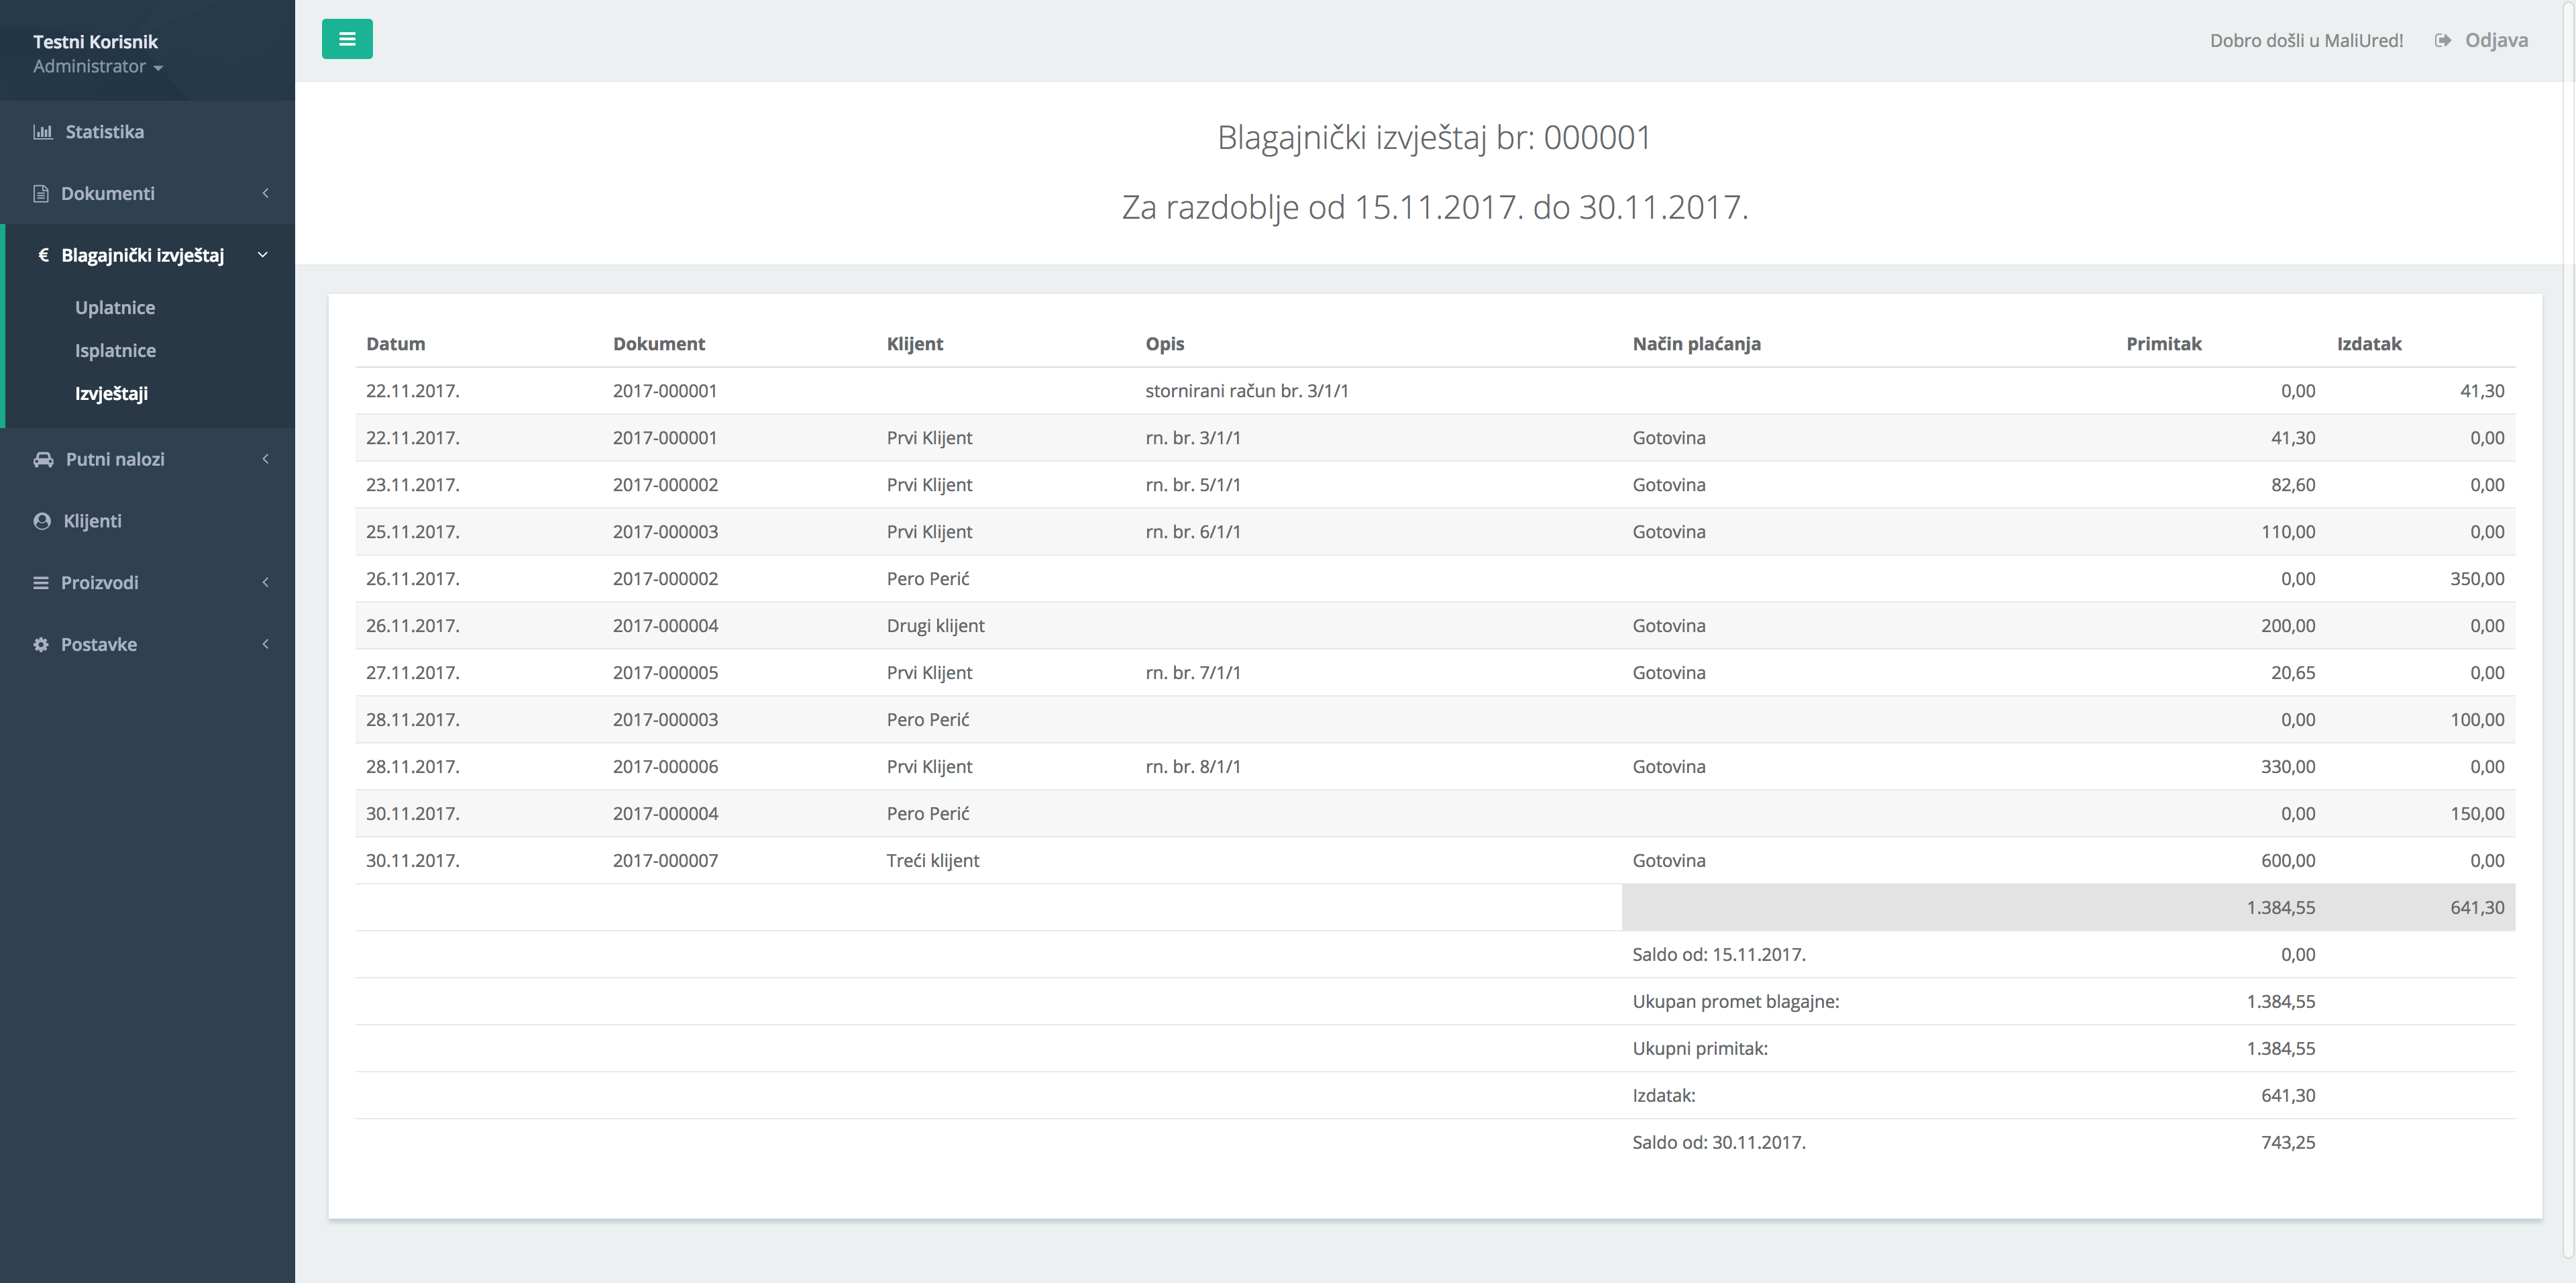 Testni Korisnik
Administrator
Statistika
Dokumenti
€ Blagajnički izvještaj
Uplatnice
Isplatnice
Izvještaji
Putni nalozi
Klijenti
Proizvodi
Postavke
Dobro došli u MaliUred! Odjava
Blagajnički izvještaj br: 000001
Za razdoblje od 15.11.2017. do 30.11.2017.
Datum Dokument Klijent Opis Način plaćanja Primitak Izdatak
22.11.2017. 2017-000001 stornirani račun br. 3/1/1 0,00 41,30
22.11.2017. 2017-000001 Prvi Klijent rn. br. 3/1/1 Gotovina 41,30 0,00
23.11.2017. 2017-000002 Prvi Klijent rn. br. 5/1/1 Gotovina 82,60 0,00
25.11.2017. 2017-000003 Prvi Klijent rn. br. 6/1/1 Gotovina 110,00 0,00
26.11.2017. 2017-000002 Pero Perić 0,00 350,00
26.11.2017. 2017-000004 Drugi klijent Gotovina 200,00 0,00
27.11.2017. 2017-000005 Prvi Klijent rn. br. 7/1/1 Gotovina 20,65 0,00
28.11.2017. 2017-000003 Pero Perić 0,00 100,00
28.11.2017. 2017-000006 Prvi Klijent rn. br. 8/1/1 Gotovina 330,00 0,00
30.11.2017. 2017-000004 Pero Perić 0,00 150,00
30.11.2017. 2017-000007 Treći klijent Gotovina 600,00 0,00
1.384,55 641,30
Saldo od: 15.11.2017. 0,00
Ukupan promet blagajne: 1.384,55
Ukupni primitak: 1.384,55
Izdatak: 641,30
Saldo od: 30.11.2017. 743,25